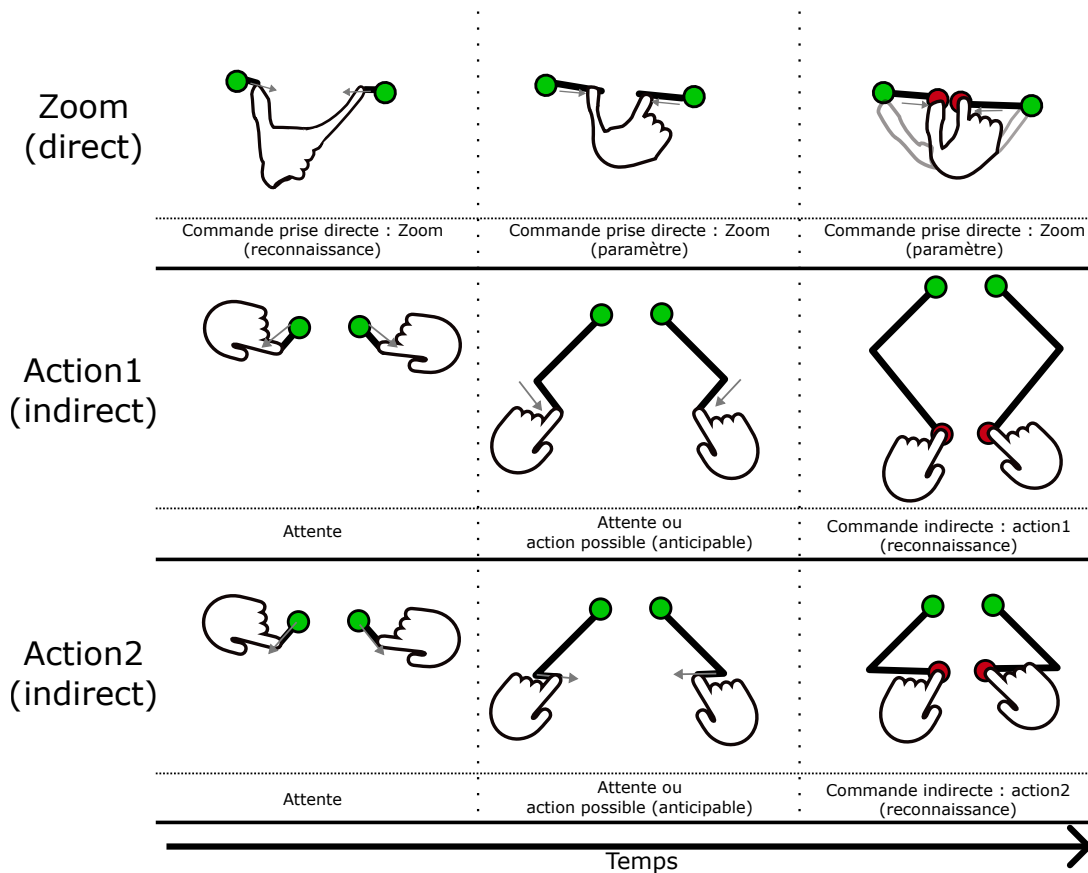 Zoom
(direct)
Commande prise directe : Zoom
(reconnaissance)
Commande prise directe : Zoom
(paramètre)
Commande prise directe : Zoom
(paramètre)
Action1
(indirect)
Attente
Attente ou
action possible (anticipable)
Commande indirecte : action1
(reconnaissance)
Action2
(indirect)
Attente
Attente ou
action possible (anticipable)
Commande indirecte : action2
(reconnaissance)
Temps